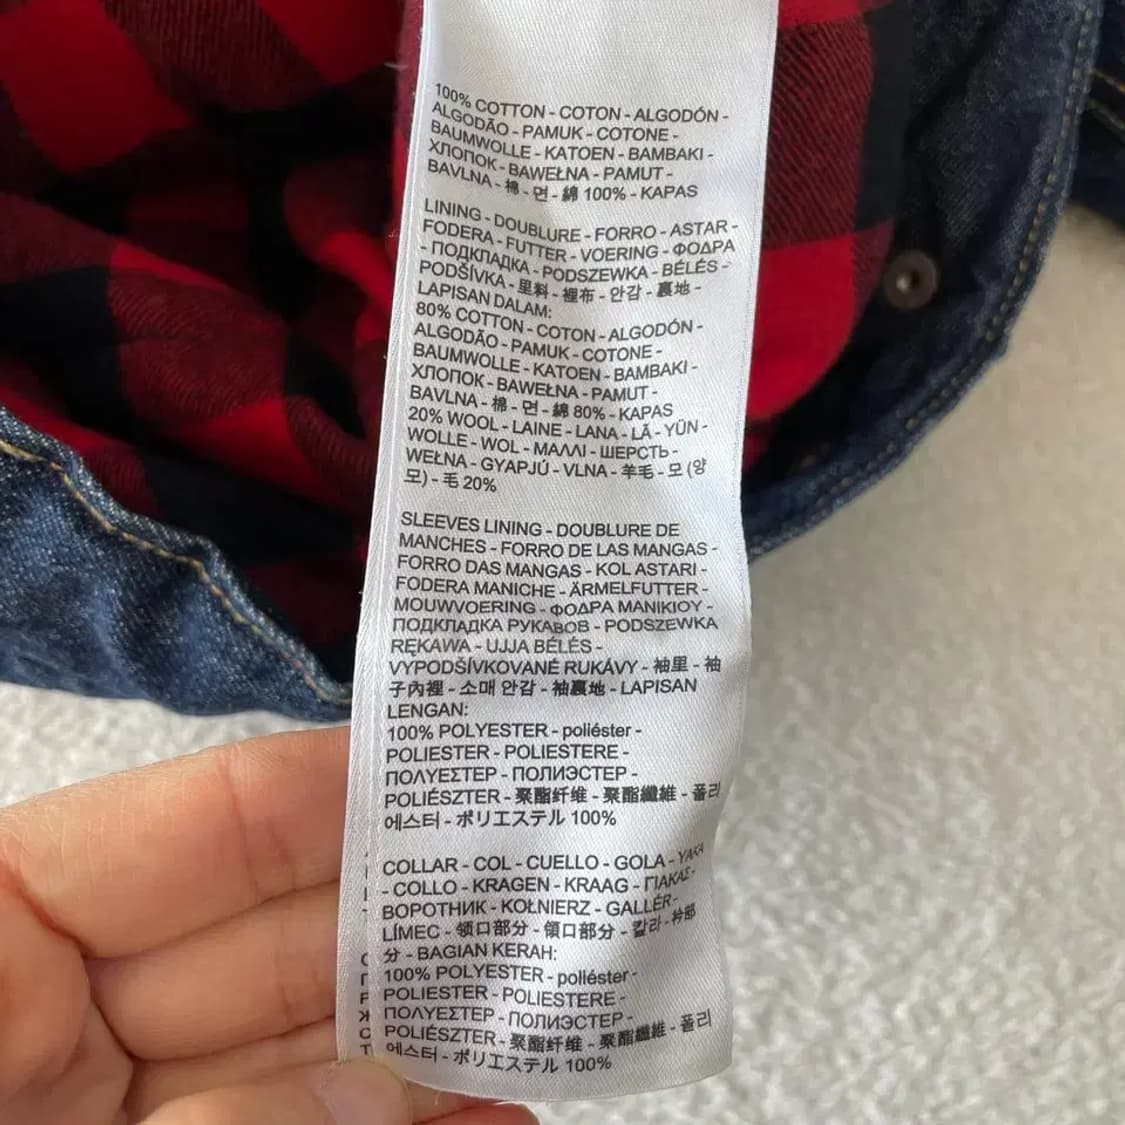 100% COTTON - COTON - ALGODÓN -
ALGODÃO - PAMUK - COTONE -
BAUMWOLLE - KATOEN - BAMBAKI -
ХЛОПОК - BAWEŁNA - PAMUT -
BAVLNA - 棉 - 면 - 綿 100% - KAPAS
LINING - DOUBLURE - FORRO - ASTAR -
FODERA - FUTTER - VOERING - ΦΟΔΡΑ
- ПОДКЛАДКА - PODSZEWKA - BÉLÉS -
PODŠÍVKA - 里料 - 裡布 - 안감 - 裏地 -
LAPISAN DALAM:
80% COTTON - COTON - ALGODÓN -
ALGODÃO - PAMUK - COTONE -
BAUMWOLLE - KATOEN - BAMBAKI -
ХЛОПОК - BAWEŁNA - PAMUT -
BAVLNA - 棉 - 면 - 綿 80% - KAPAS
20% WOOL - LAINE - LANA - LÃ - YÜN -
WOLLE - WOL - ΜΑΛΛΙ - ШЕРСТЬ -
WEŁNA - GYAPJÚ - VLNA - 羊毛 - 모 (양
모) - 毛 20%
SLEEVES LINING - DOUBLURE DE
MANCHES - FORRO DE LAS MANGAS -
FORRO DAS MANGAS - KOL ASTARI -
FODERA MANICHE - ÄRMELFUTTER -
MOUWVOERING - ΦΟΔΡΑ ΜΑΝΙΚΙΟΥ -
ПОДКЛАДКА РУКАВОВ - PODSZEWKA
RĘKAWA - UJJA BÉLÉS -
VYPODŠÍVKOVANÉ RUKÁVY - 袖里 - 袖
子內裡 - 소매 안감 - 袖裏地 - LAPISAN
LENGAN:
100% POLYESTER - poliéster -
POLIESTER - POLIESTERE -
ΠΟΛΥΕΣΤΕΡ - ПОЛИЭСТЕР -
POLIÉSZTER - 聚酯纤维 - 聚酯纖維 - 폴리
에스터 - ポリエステル 100%
COLLAR - COL - CUELLO - GOLA - YAKA
- COLLO - KRAGEN - KRAAG - ΓΙΑΚΑΣ -
ВОРОТНИК - KOŁNIERZ - GALLÉR -
LÍMEC - 领口部分 - 領口部分 - 칼라 - 衿部
分 - BAGIAN KERAH:
100% POLYESTER - poliéster -
POLIESTER - POLIESTERE -
ΠΟΛΥΕΣΤΕΡ - ПОЛИЭСТЕР -
POLIÉSZTER - 聚酯纤维 - 聚酯纖維 - 폴리
에스터 - ポリエステル 100%